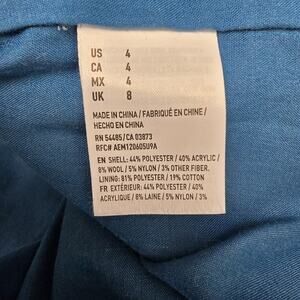 US 4
CA 4
MX 4
UK 8
MADE IN CHINA / FABRIQUÉ EN CHINE /
HECHO EN CHINA
RN 54485/CA 03873
RFC# AEM120605U9A
EN SHELL: 44% POLYESTER / 40% ACRYLIC /
8% WOOL / 5% NYLON / 3% OTHER FIBER.
LINING: 81% POLYESTER / 19% COTTON
FR EXTÉRIEUR: 44% POLYESTER / 40%
ACRYLIQUE / 8% LAINE / 5% NYLON / 3%